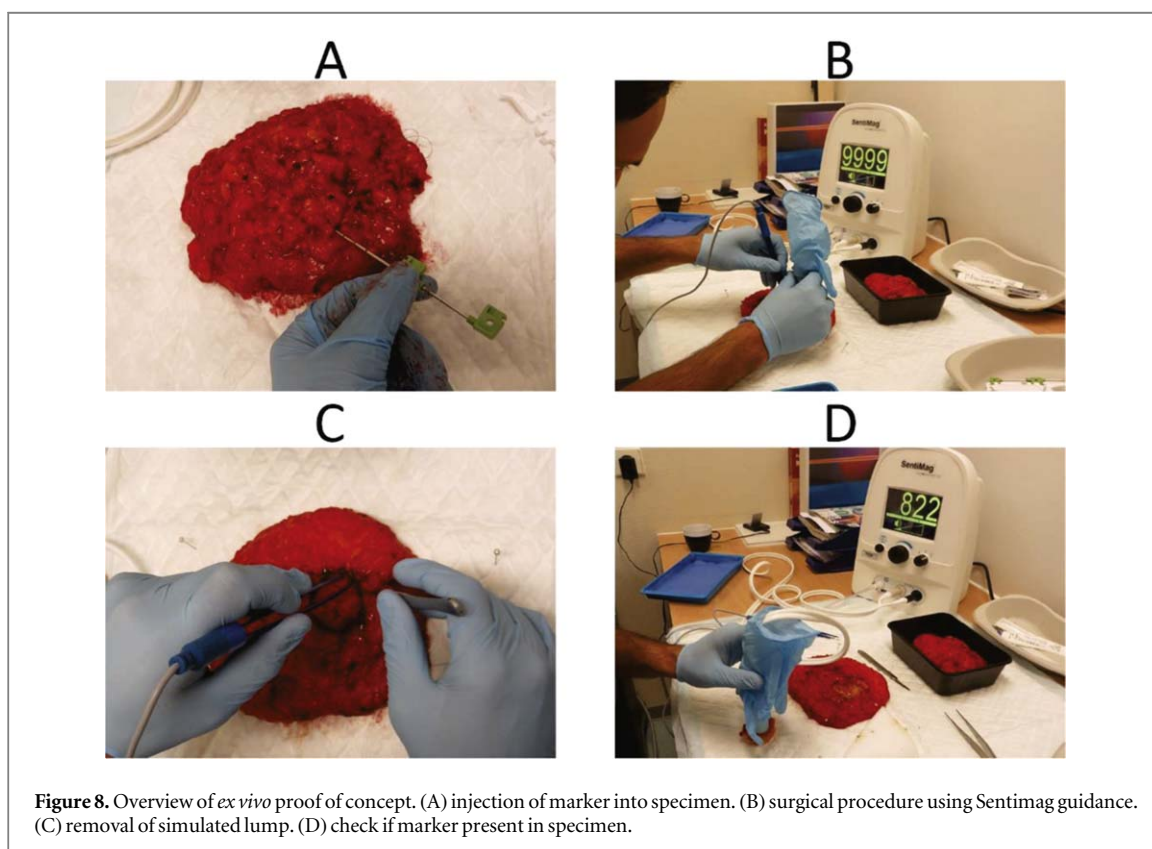 A
B
SentiMag
9999
C
D
SentiMag
822
Figure 8. Overview of ex vivo proof of concept. (A) injection of marker into specimen. (B) surgical procedure using Sentimag guidance.
(C) removal of simulated lump. (D) check if marker present in specimen.